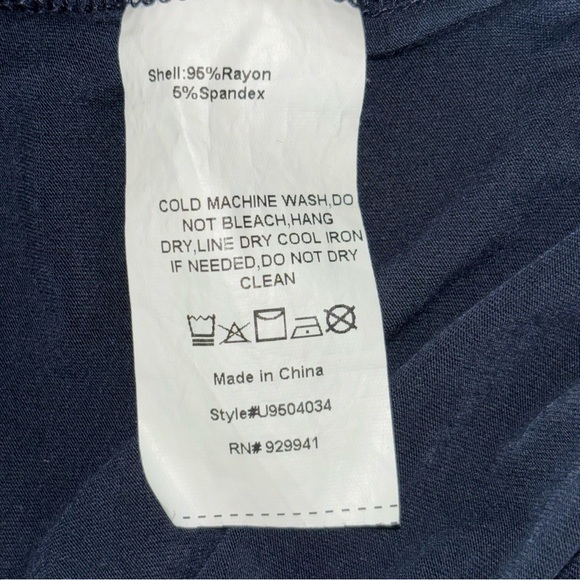 Shell:95%Rayon
5%Spandex
COLD MACHINE WASH,DO
NOT BLEACH,HANG
DRY,LINE DRY COOL IRON
IF NEEDED,DO NOT DRY
CLEAN
Made in China
Style#U9504034
RN# 929941